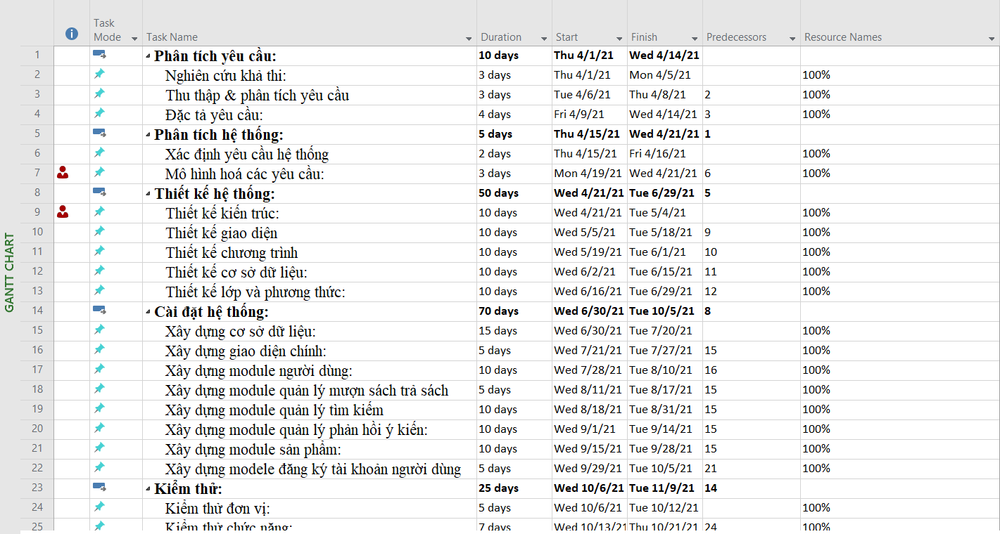 Task
Mode Task Name Duration Start Finish Predecessors Resource Names
1 Phân tích yêu cầu: 10 days Thu 4/1/21 Wed 4/14/21
2 Nghiên cứu khả thi: 3 days Thu 4/1/21 Mon 4/5/21 100%
3 Thu thập & phân tích yêu cầu 3 days Tue 4/6/21 Thu 4/8/21 2 100%
4 Đặc tả yêu cầu: 4 days Fri 4/9/21 Wed 4/14/21 3 100%
5 Phân tích hệ thống: 5 days Thu 4/15/21 Wed 4/21/21 1
6 Xác định yêu cầu hệ thống 2 days Thu 4/15/21 Fri 4/16/21 100%
7 Mô hình hoá các yêu cầu: 3 days Mon 4/19/21 Wed 4/21/21 6 100%
8 Thiết kế hệ thống: 50 days Wed 4/21/21 Tue 6/29/21 5
9 Thiết kế kiến trúc: 10 days Wed 4/21/21 Tue 5/4/21 100%
10 Thiết kế giao diện 10 days Wed 5/5/21 Tue 5/18/21 9 100%
11 Thiết kế chương trình 10 days Wed 5/19/21 Tue 6/1/21 10 100%
12 Thiết kế cơ sở dữ liệu: 10 days Wed 6/2/21 Tue 6/15/21 11 100%
13 Thiết kế lớp và phương thức: 10 days Wed 6/16/21 Tue 6/29/21 12 100%
14 Cài đặt hệ thống: 70 days Wed 6/30/21 Tue 10/5/21 8
15 Xây dựng cơ sở dữ liệu: 15 days Wed 6/30/21 Tue 7/20/21 100%
16 Xây dựng giao diện chính: 5 days Wed 7/21/21 Tue 7/27/21 15 100%
17 Xây dựng module người dùng: 10 days Wed 7/28/21 Tue 8/10/21 16 100%
18 Xây dựng module quản lý mượn sách trả sách 5 days Wed 8/11/21 Tue 8/17/21 15 100%
19 Xây dựng module quản lý tìm kiếm 10 days Wed 8/18/21 Tue 8/31/21 15 100%
20 Xây dựng module quản lý phản hồi ý kiến: 10 days Wed 9/1/21 Tue 9/14/21 15 100%
21 Xây dựng module sản phẩm: 10 days Wed 9/15/21 Tue 9/28/21 15 100%
22 Xây dựng modele đăng ký tài khoản người dùng 5 days Wed 9/29/21 Tue 10/5/21 21 100%
23 Kiểm thử: 25 days Wed 10/6/21 Tue 11/9/21 14
24 Kiểm thử đơn vị: 5 days Wed 10/6/21 Tue 10/12/21 100%
25 Kiểm thử chức năng: 7 days Wed 10/13/21 Thu 10/21/21 24 100%
GANTT CHART